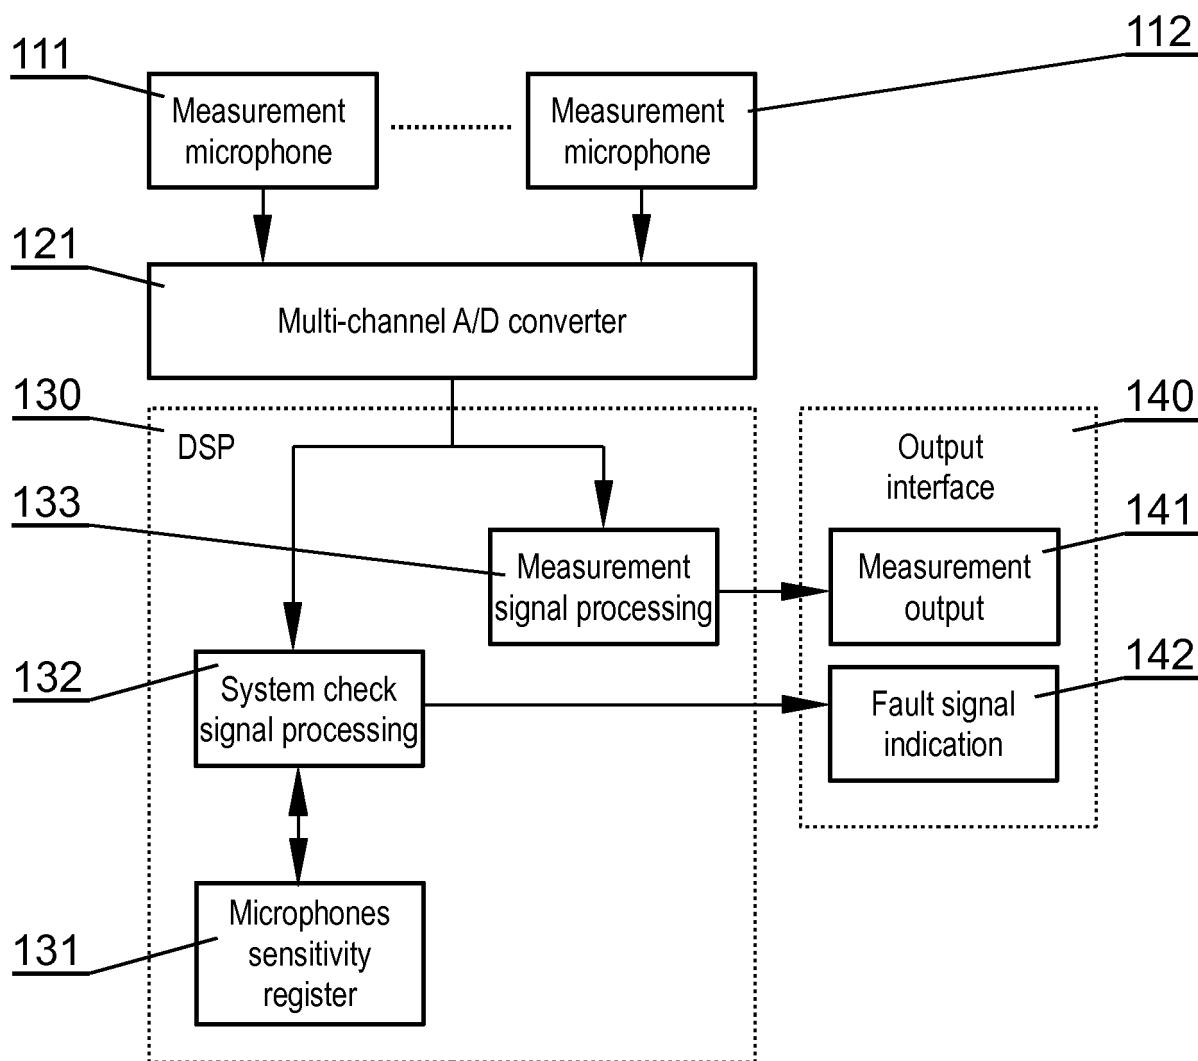 111
112
Measurement
microphone
Measurement
microphone
121
Multi-channel A/D converter
130
DSP
140
Output
interface
133
Measurement
signal processing
141
Measurement
output
132
System check
signal processing
142
Fault signal
indication
131
Microphones
sensitivity
register